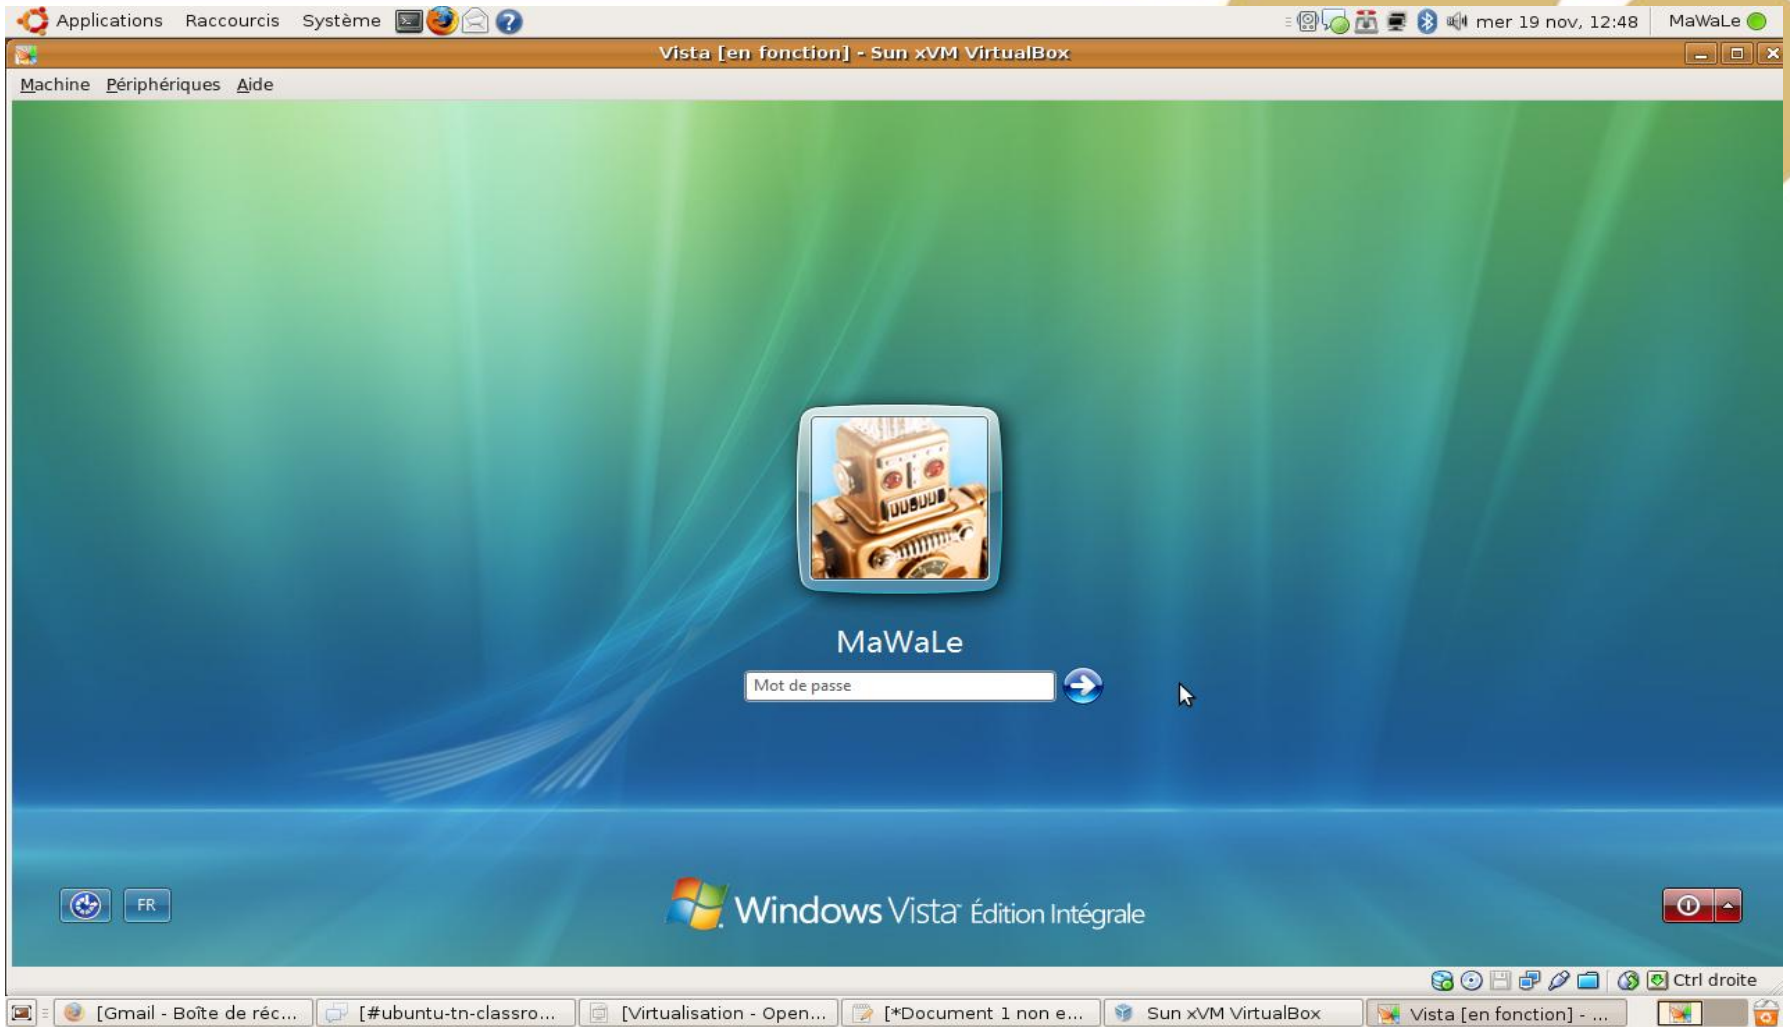 Applications Raccourcis Système mer 19 nov, 12:48 MaWaLe
Vista [en fonction] - Sun xVM VirtualBox
Machine Périphériques Aide
MaWaLe
Mot de passe
FR
Windows Vista™ Édition Intégrale
Ctrl droite
[Gmail - Boîte de réc... [#ubuntu-tn-classro... [Virtualisation - Open... [*Document 1 non e... Sun xVM VirtualBox Vista [en fonction] - ...